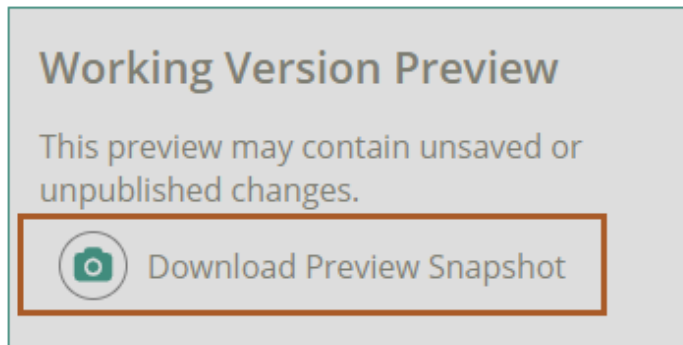 Working Version Preview
This preview may contain unsaved or
unpublished changes.
Download Preview Snapshot